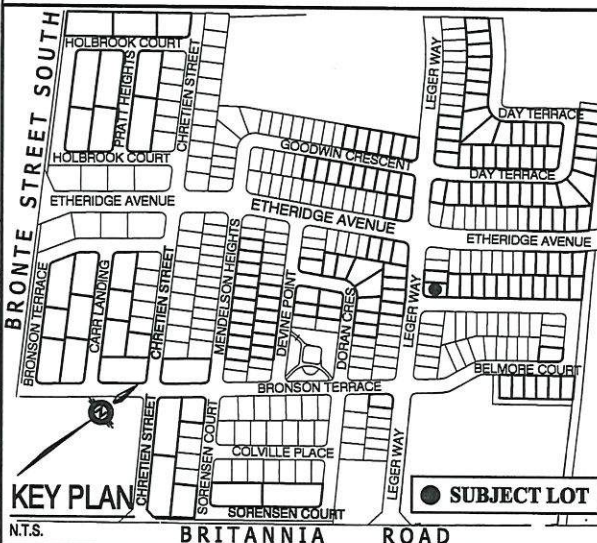 BRONTE STREET SOUTH
HOLBROOK COURT
PRATT HEIGHTS
CHRETIEN STREET
HOLBROOK COURT
ETHERIDGE AVENUE
GOODWIN CRESCENT
LEGER WAY
DAY TERRACE
DAY TERRACE
ETHERIDGE AVENUE
ETHERIDGE AVENUE
BRONSON TERRACE
CARR LANDING
CHRETIEN STREET
MENDELSON HEIGHTS
DEVINE POINT
DORAN CRES
LEGER WAY
BELMORE COURT
BRONSON TERRACE
N
CHRETIEN STREET
SORENSEN COURT
COLVILLE PLACE
LEGER WAY
SORENSEN COURT
KEY PLAN
SUBJECT LOT
N.T.S.
BRITANNIA ROAD